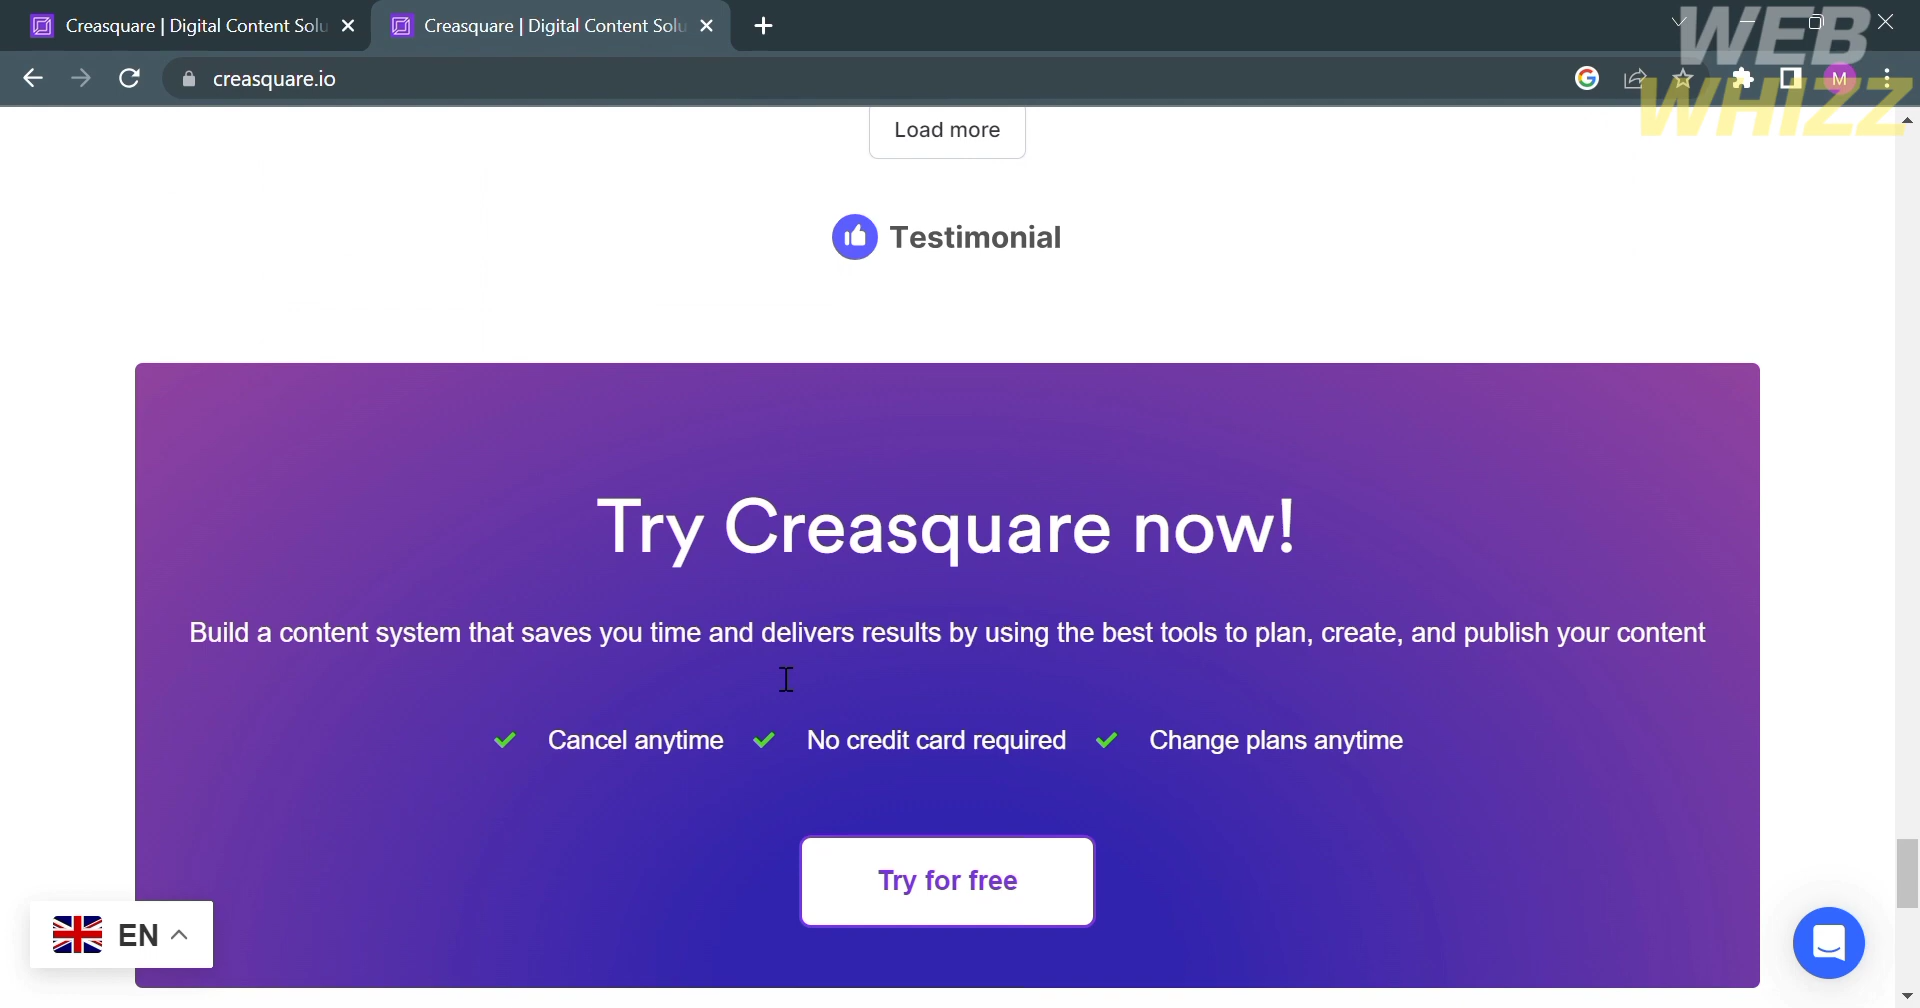 Creasquare | Digital Content Solu
Creasquare | Digital Content Solu
WEB
WHIZZ
creasquare.io
M
Load more
Testimonial
Try Creasquare now!
Build a content system that saves you time and delivers results by using the best tools to plan, create, and publish your content
Cancel anytime
No credit card required
Change plans anytime
Try for free
EN